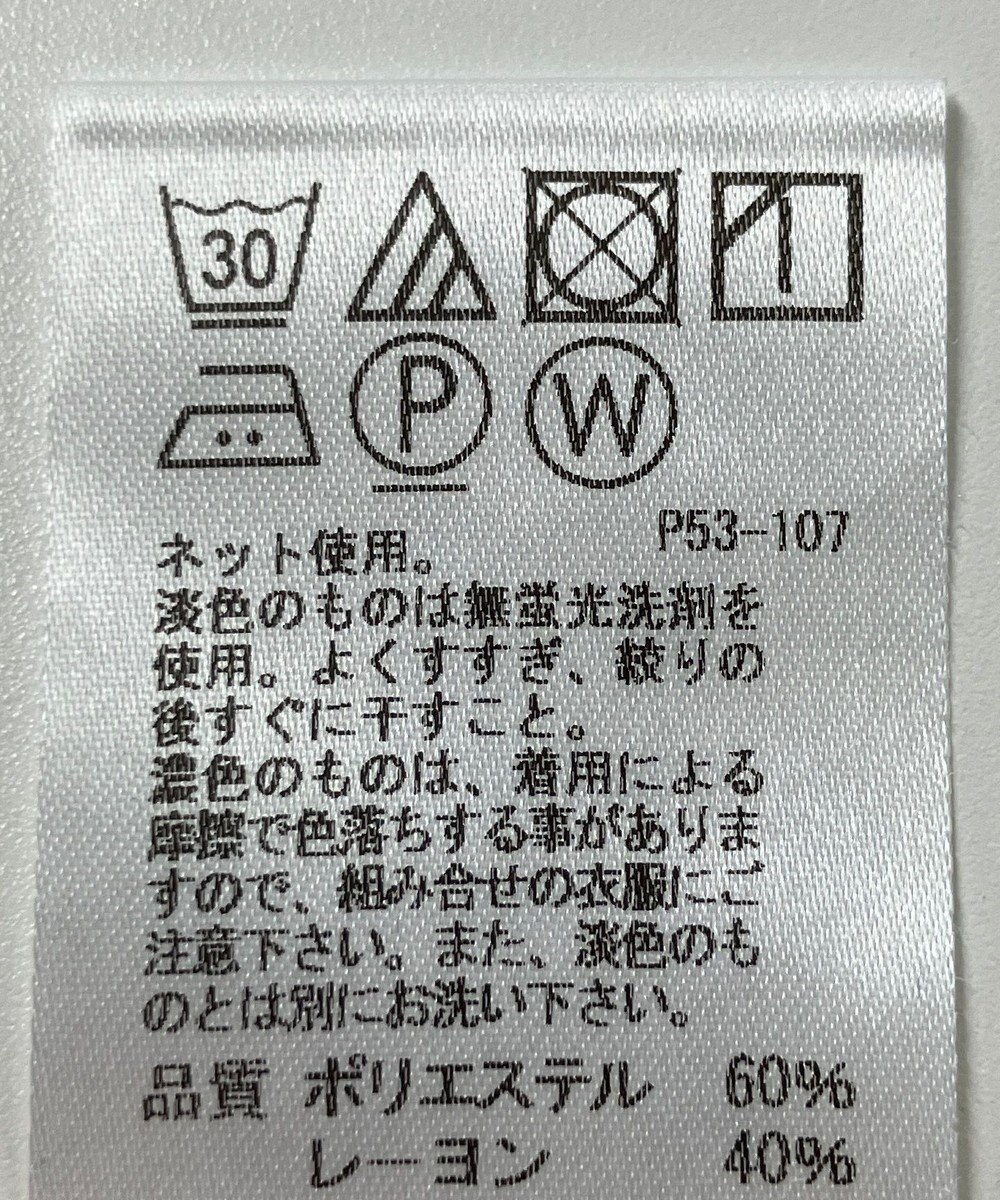 30
P
W
P53-107
ネット使用。
淡色のものは無蛍光洗剤を
使用。よくすすぎ、絞りの
後すぐに干すこと。
濃色のものは、着用による
摩擦で色落ちする事がありま
すので、組み合せの衣服にご
注意下さい。また、淡色のも
のとは別にお洗い下さい。
品質 ポリエステル 60%
レーヨン 40%